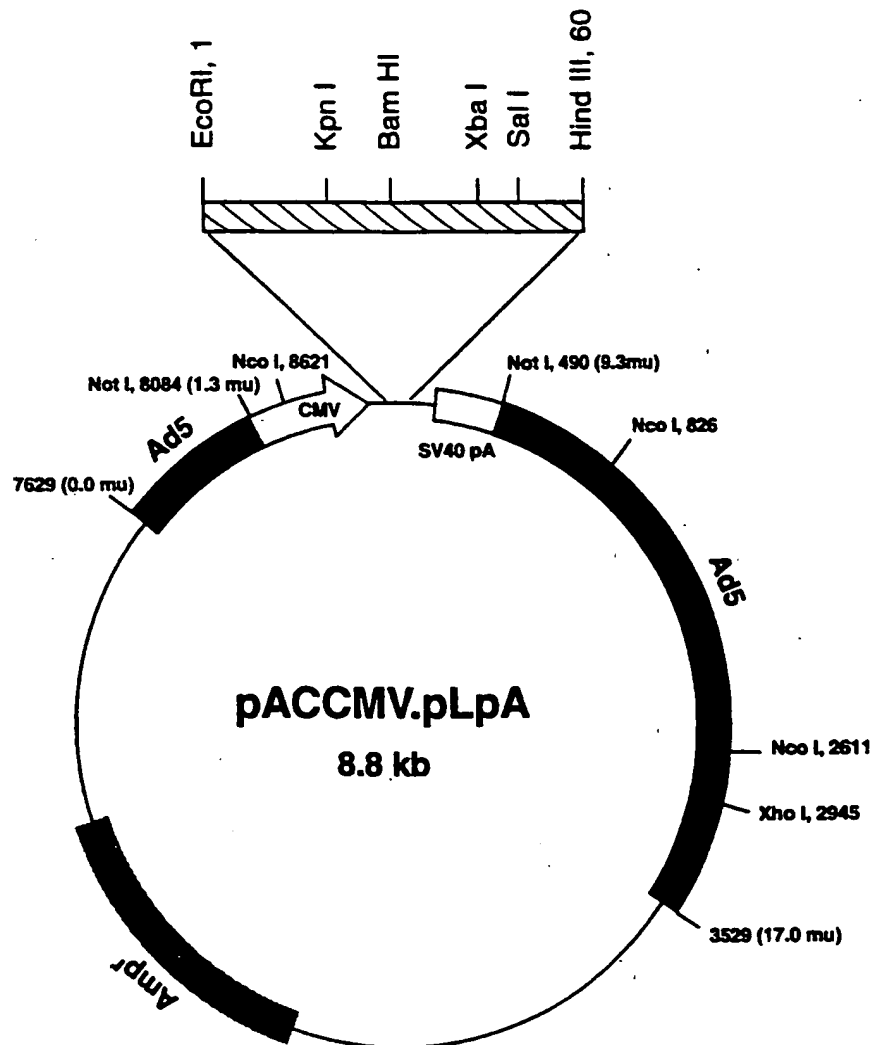 EcoRI, 1
Kpn I
Bam HI
Xba I
Sal I
Hind III, 60
Nco I, 8621
Not I, 8084 (1.3 mu)
CMV
Not I, 490 (9.3mu)
Ad5
SV40 pA
Nco I, 826
7629 (0.0 mu)
Ad5
pACCMV.pLpA
8.8 kb
Nco I, 2611
Xho I, 2945
3529 (17.0 mu)
Ampʳ